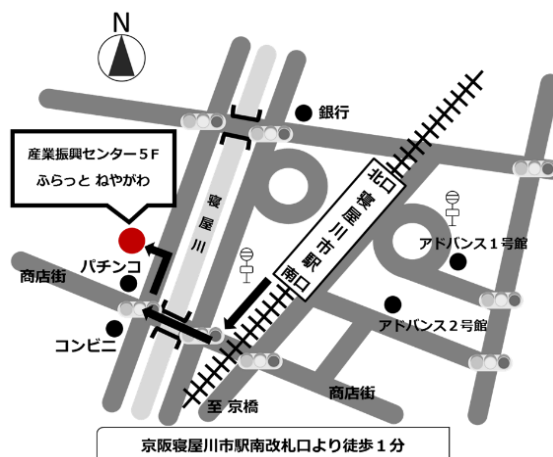 N
銀行
産業振興センター５Ｆ
ふらっと ねやがわ
寝屋川
北口
寝屋川市駅
南口
アドバンス１号館
パチンコ
商店街
アドバンス２号館
コンビニ
至 京橋
商店街
京阪寝屋川市駅南改札口より徒歩１分